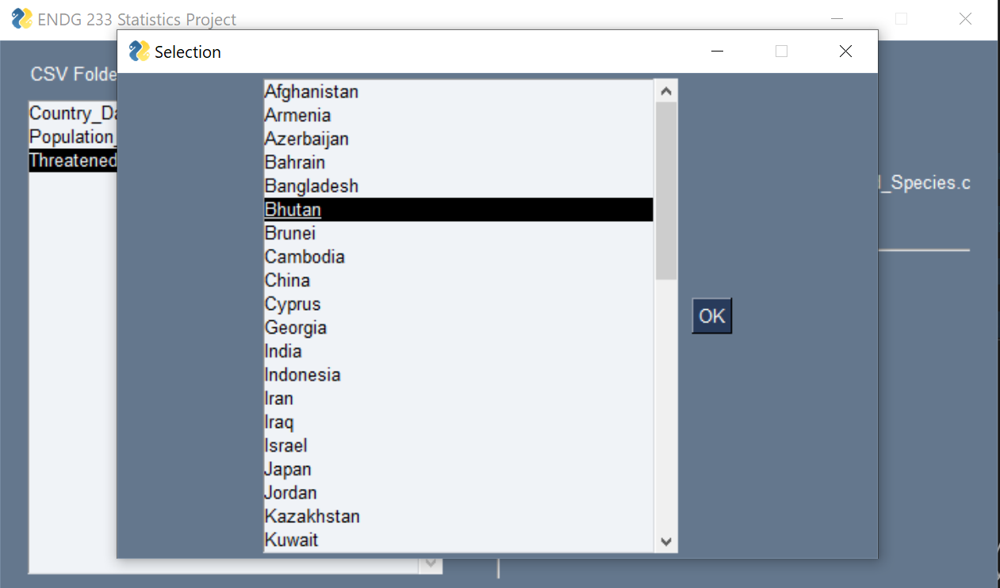 ENDG 233 Statistics Project
Selection
CSV Folde
Country_Da
Population_
Threatened
Afghanistan
Armenia
Azerbaijan
Bahrain
Bangladesh
Bhutan
Brunei
Cambodia
China
Cyprus
Georgia
India
Indonesia
Iran
Iraq
Israel
Japan
Jordan
Kazakhstan
Kuwait
OK
_Species.c